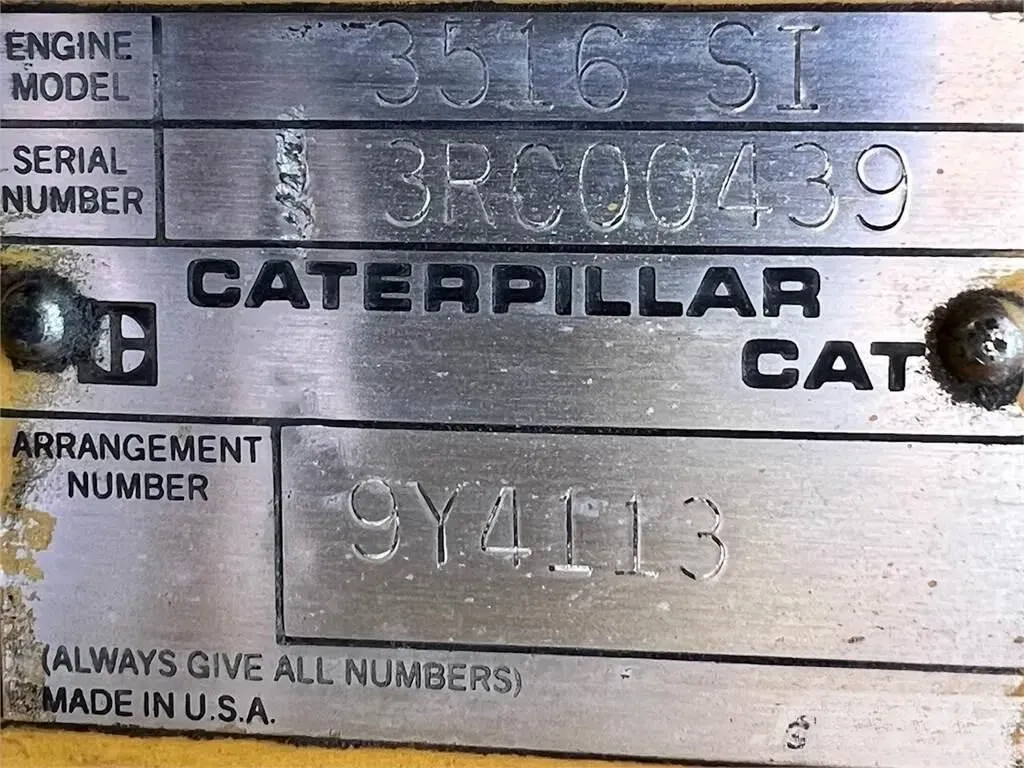 ENGINE MODEL 3516 SI
SERIAL NUMBER 3RC00439
CATERPILLAR
CAT
ARRANGEMENT NUMBER 9Y4113
(ALWAYS GIVE ALL NUMBERS)
MADE IN U.S.A.